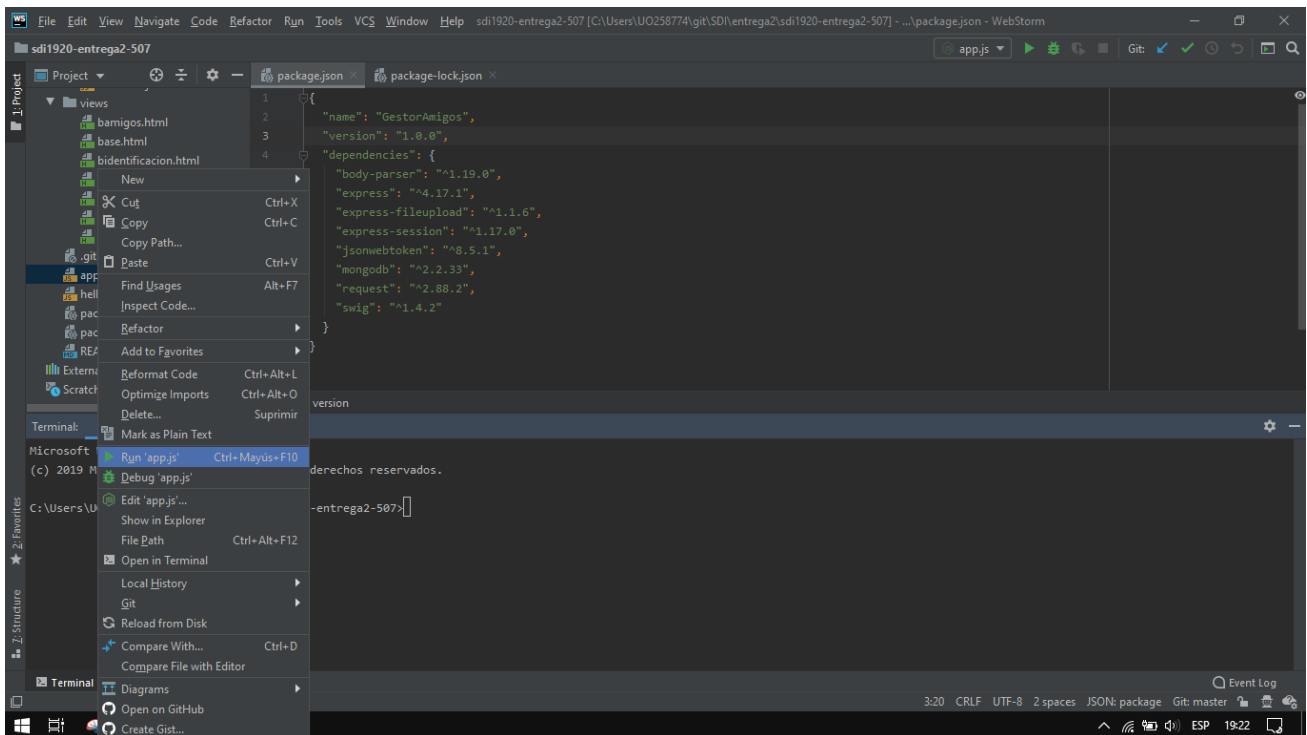 WS File Edit View Navigate Code Refactor Run Tools VCS Window Help sdi1920-entrega2-507 [C:\Users\UO258774\git\SDI\entrega2\sdi1920-entrega2-507] - ...\package.json - WebStorm
sdi1920-entrega2-507 app.js Git:
1: Project
Project package.json package-lock.json
views
bamigos.html
base.html
bidentificacion.html
.git
app
hell
pac
pac
REA
Externa
Scratch
1 {
2 "name": "GestorAmigos",
3 "version": "1.0.0",
4 "dependencies": {
"body-parser": "^1.19.0",
"express": "^4.17.1",
"express-fileupload": "^1.1.6",
"express-session": "^1.17.0",
"jsonwebtoken": "^8.5.1",
"mongodb": "^2.2.33",
"request": "^2.88.2",
"swig": "^1.4.2"
}
}
version
New
Cut Ctrl+X
Copy Ctrl+C
Copy Path...
Paste Ctrl+V
Find Usages Alt+F7
Inspect Code...
Refactor
Add to Favorites
Reformat Code Ctrl+Alt+L
Optimize Imports Ctrl+Alt+O
Delete... Suprimir
Mark as Plain Text
Run 'app.js' Ctrl+Mayús+F10
Debug 'app.js'
Edit 'app.js'...
Show in Explorer
File Path Ctrl+Alt+F12
Open in Terminal
Local History
Git
Reload from Disk
Compare With... Ctrl+D
Compare File with Editor
Diagrams
Open on GitHub
Create Gist...
Terminal:
Microsoft
(c) 2019 M derechos reservados.
C:\Users\U -entrega2-507>
2: Favorites
7: Structure
Terminal Event Log
3:20 CRLF UTF-8 2 spaces JSON: package Git: master
ESP 19:22